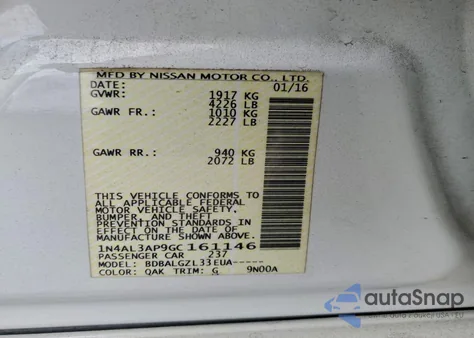 MFD BY NISSAN MOTOR CO., LTD.
DATE: 01/16
GVWR: 1917 KG
4226 LB
GAWR FR.: 1010 KG
2227 LB
GAWR RR.: 940 KG
2072 LB
THIS VEHICLE CONFORMS TO
ALL APPLICABLE FEDERAL
MOTOR VEHICLE SAFETY,
BUMPER, AND THEFT
PREVENTION STANDARDS IN
EFFECT ON THE DATE OF
MANUFACTURE SHOWN ABOVE.
1N4AL3AP9GC161146
PASSENGER CAR 237
MODEL: BDBALGZL33EUA-----
COLOR: QAK TRIM: G 9N00A
autoSnap